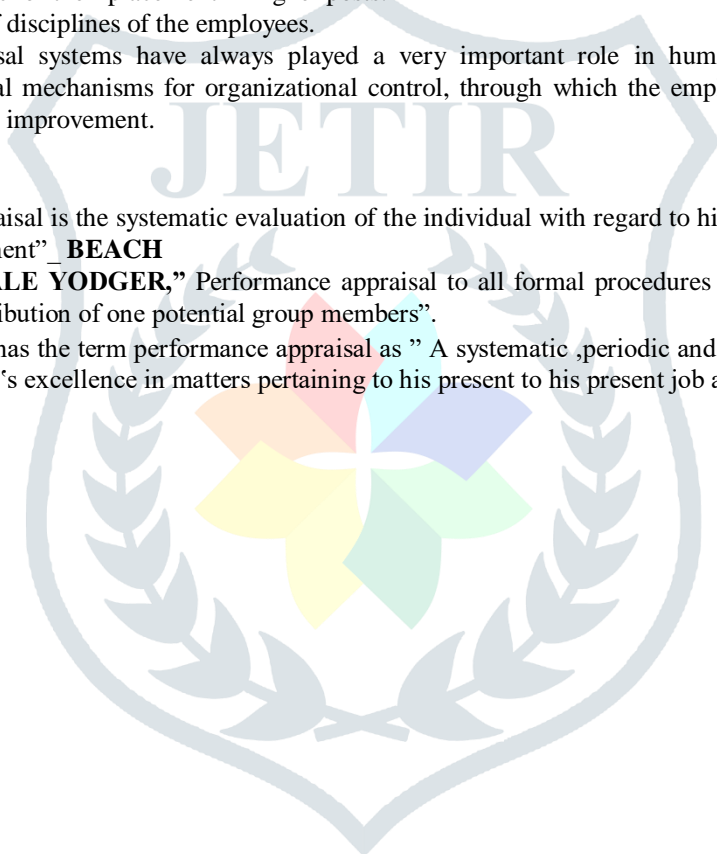 disciplines of the employees.
sal systems have always played a very important role in hum
al mechanisms for organizational control, through which the emp
improvement.
JETIR
aisal is the systematic evaluation of the individual with regard to hi
nent”_ BEACH
ALE YODGER,” Performance appraisal to all formal procedures
ibution of one potential group members”.
has the term performance appraisal as ” A systematic ,periodic and
‛s excellence in matters pertaining to his present to his present job a